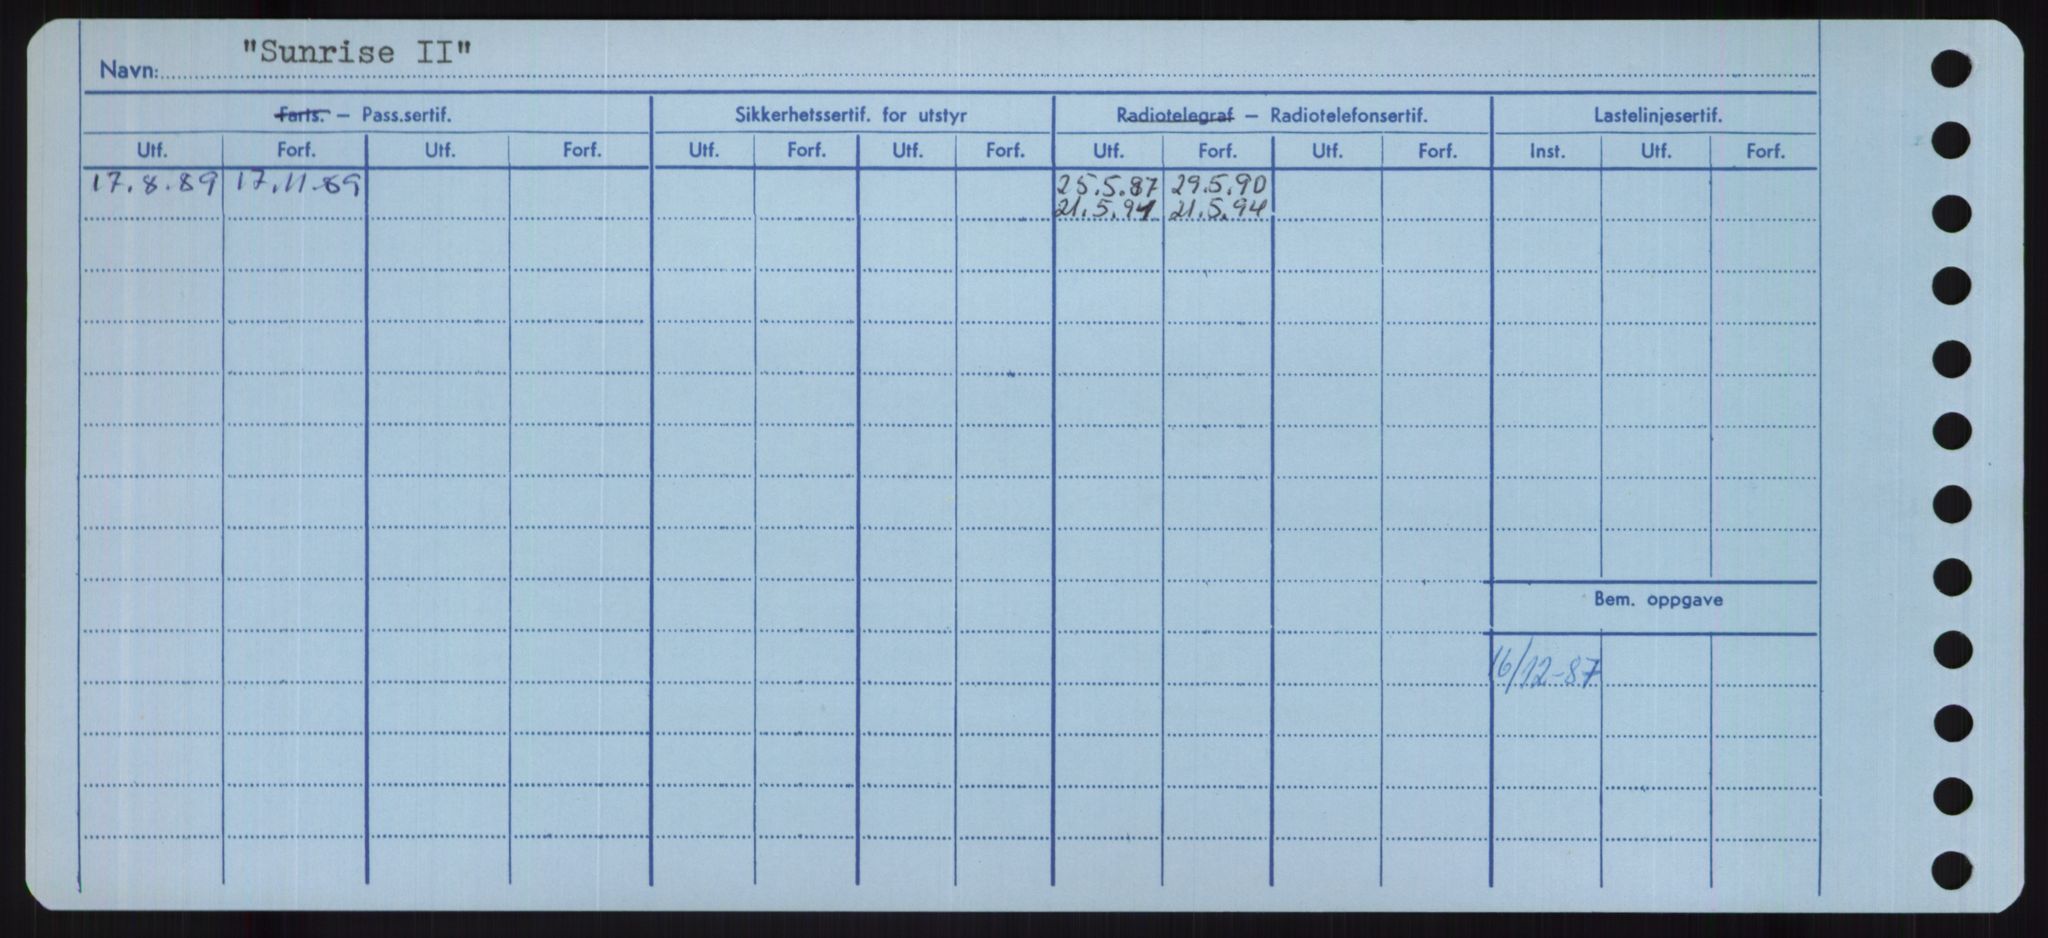 Navn: "Sunrise II"
Farts. — Pass.sertif. Sikkerhetssertif. for utstyr Radiotelegraf — Radiotelefonsertif. Lastelinjesertif.
Utf. Forf. Utf. Forf. Utf. Forf. Utf. Forf. Utf. Forf. Utf. Forf. Inst. Utf. Forf.
17.8.89 17.11.89 25.5.87 29.5.90
21.5.91 21.5.94
Bem. oppgave
16/12-87